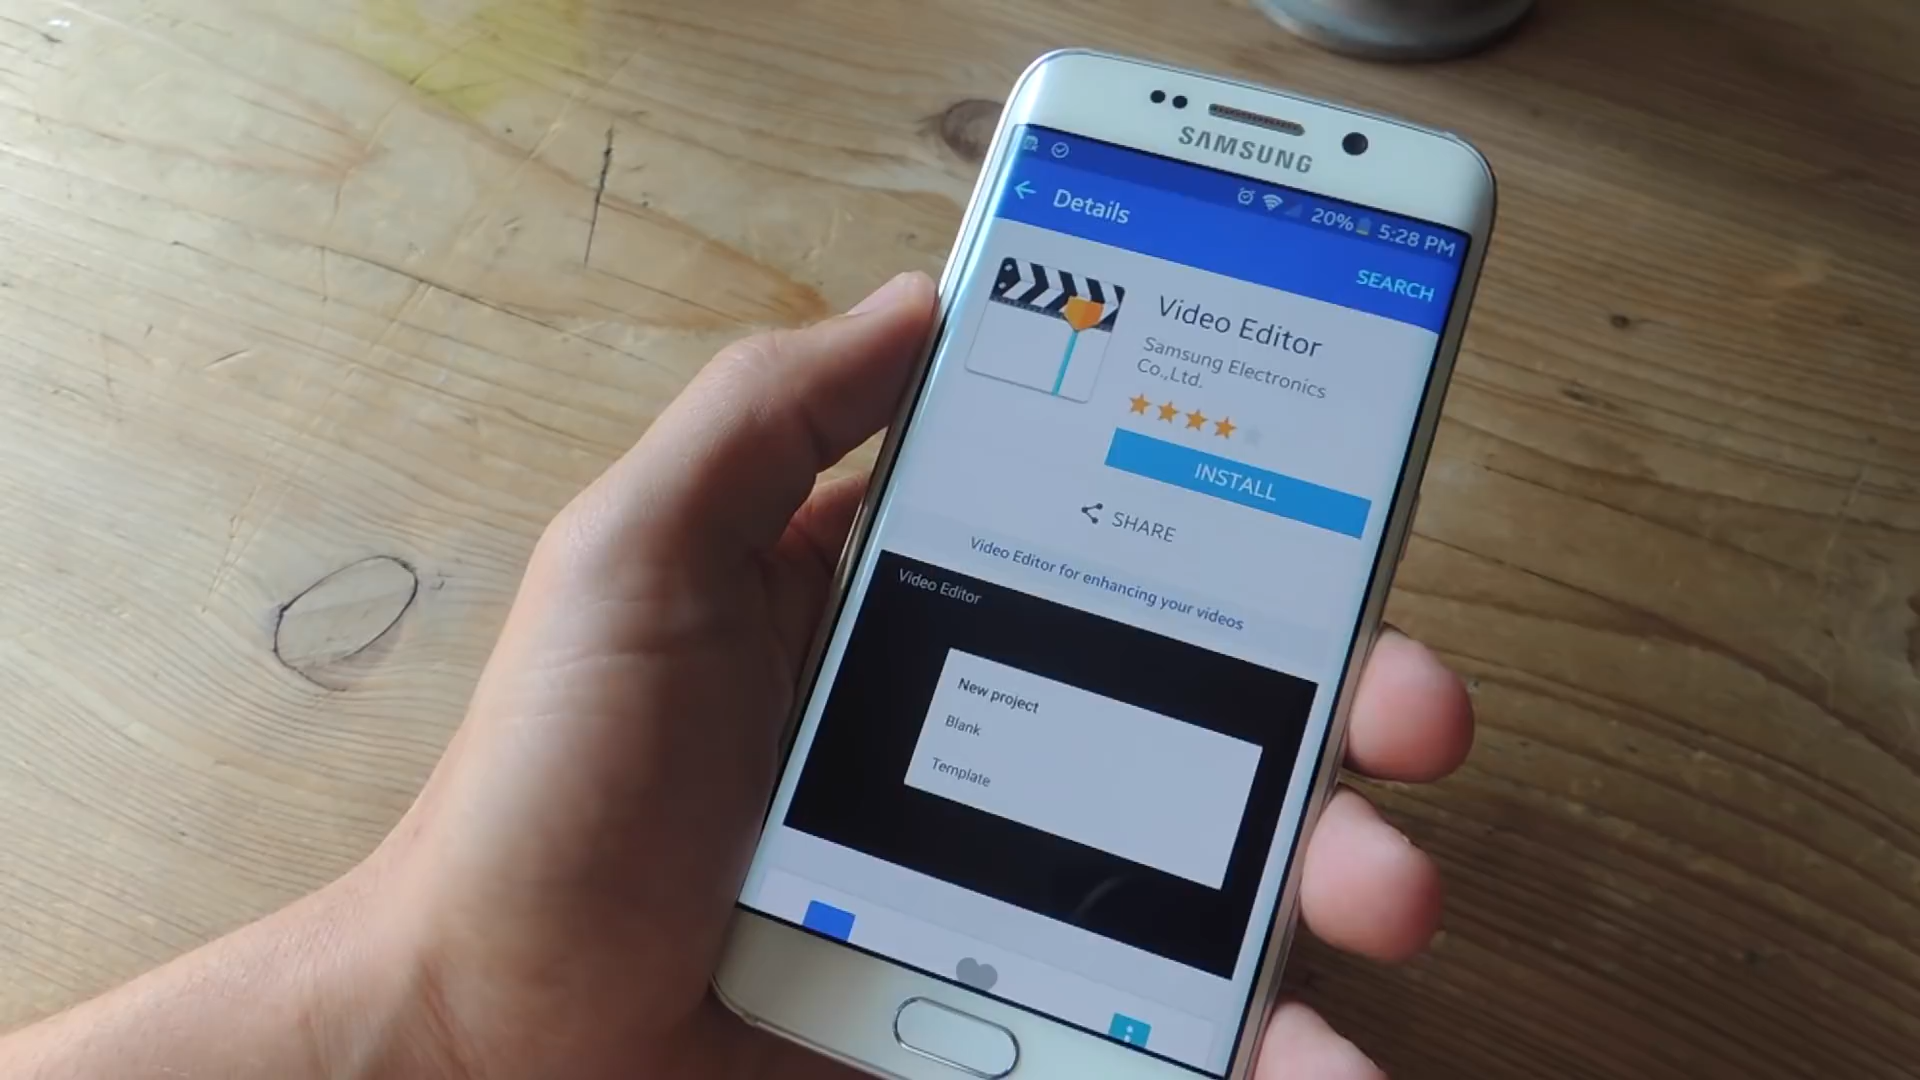 SAMSUNG
20% 5:28 PM
Details
SEARCH
Video Editor
Samsung Electronics
Co.,Ltd.
INSTALL
SHARE
Video Editor for enhancing your videos
Video Editor
New project
Blank
Template